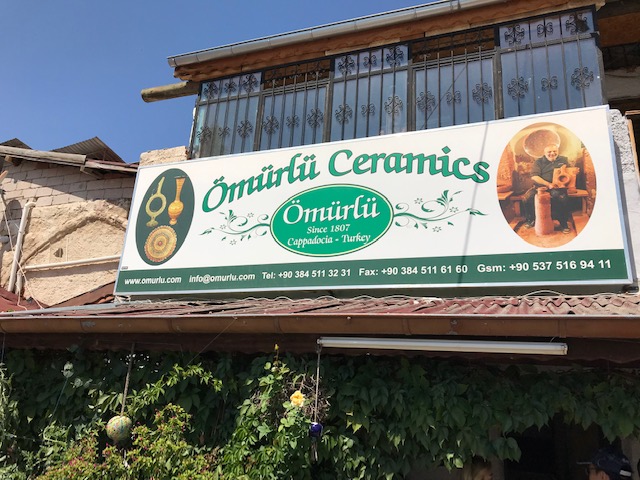 Ömürlü Ceramics
Ömürlü
Since 1807
Cappadocia - Turkey
www.omurlu.com info@omurlu.com Tel: +90 384 511 32 31 Fax: +90 384 511 61 60 Gsm: +90 537 516 94 11